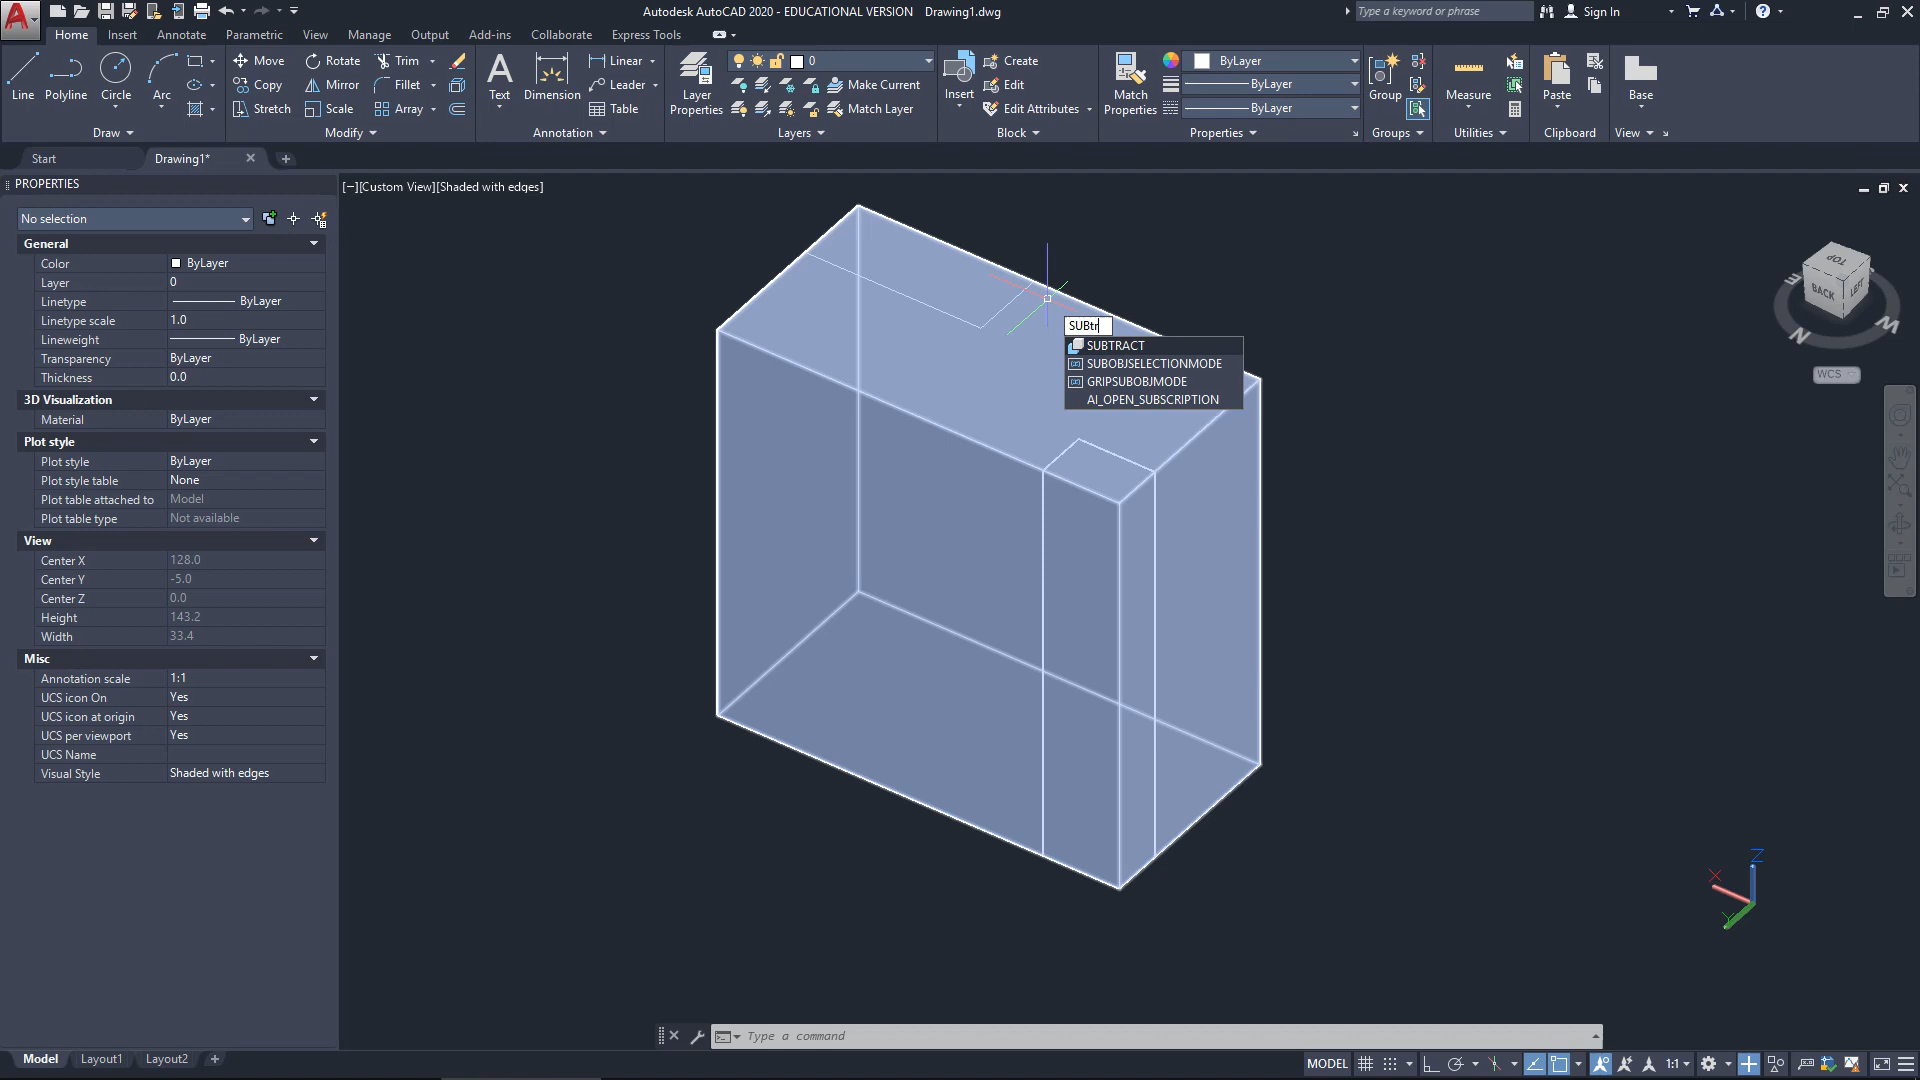 Autodesk AutoCAD 2020 - EDUCATIONAL VERSION Drawing1.dwg
Type a keyword or phrase
Sign In
Home Insert Annotate Parametric View Manage Output Add-ins Collaborate Express Tools
Line
Polyline
Circle
Arc
Draw
Move
Rotate
Trim
Copy
Mirror
Fillet
Stretch
Scale
Array
Modify
Text
Dimension
Linear
Leader
Table
Annotation
Layer
Properties
0
Make Current
Match Layer
Layers
Insert
Create
Edit
Edit Attributes
Block
Match
Properties
ByLayer
ByLayer
ByLayer
Properties
Group
Groups
Measure
Utilities
Paste
Clipboard
Base
View
Start
Drawing1*
PROPERTIES
No selection
General
Color ByLayer
Layer 0
Linetype ByLayer
Linetype scale 1.0
Lineweight ByLayer
Transparency ByLayer
Thickness 0.0
3D Visualization
Material ByLayer
Plot style
Plot style ByLayer
Plot style table None
Plot table attached to Model
Plot table type Not available
View
Center X 128.0
Center Y -5.0
Center Z 0.0
Height 143.2
Width 33.4
Misc
Annotation scale 1:1
UCS icon On Yes
UCS icon at origin Yes
UCS per viewport Yes
UCS Name
Visual Style Shaded with edges
[−][Custom View][Shaded with edges]
SUBtr
SUBTRACT
SUBOBJSELECTIONMODE
GRIPSUBOBJMODE
AI_OPEN_SUBSCRIPTION
TOP
BACK
LEFT
E
W
N
WCS
Z
X
Y
Type a command
Model Layout1 Layout2
MODEL
1:1